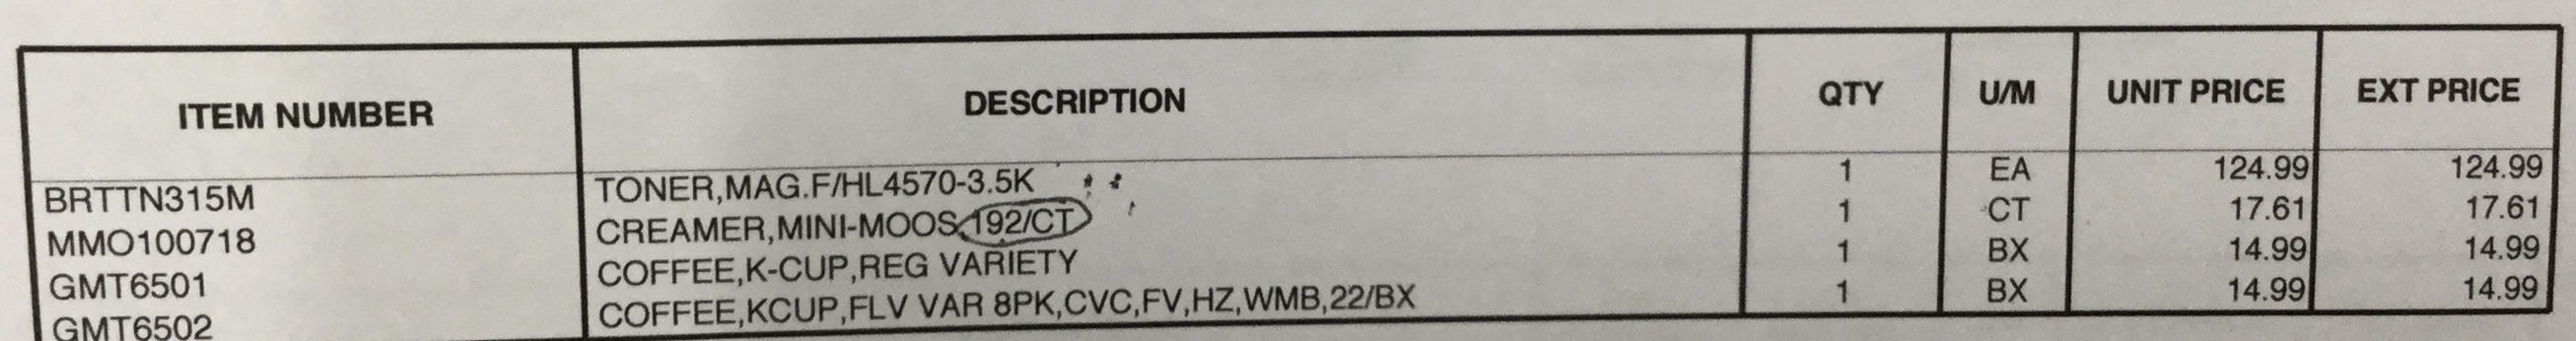 ITEM NUMBER DESCRIPTION QTY U/M UNIT PRICE EXT PRICE
BRTTN315M TONER,MAG.F/HL4570-3.5K 1 EA 124.99 124.99
MMO100718 CREAMER,MINI-MOOS,192/CT 1 CT 17.61 17.61
GMT6501 COFFEE,K-CUP,REG VARIETY 1 BX 14.99 14.99
GMT6502 COFFEE,KCUP,FLV VAR 8PK,CVC,FV,HZ,WMB,22/BX 1 BX 14.99 14.99